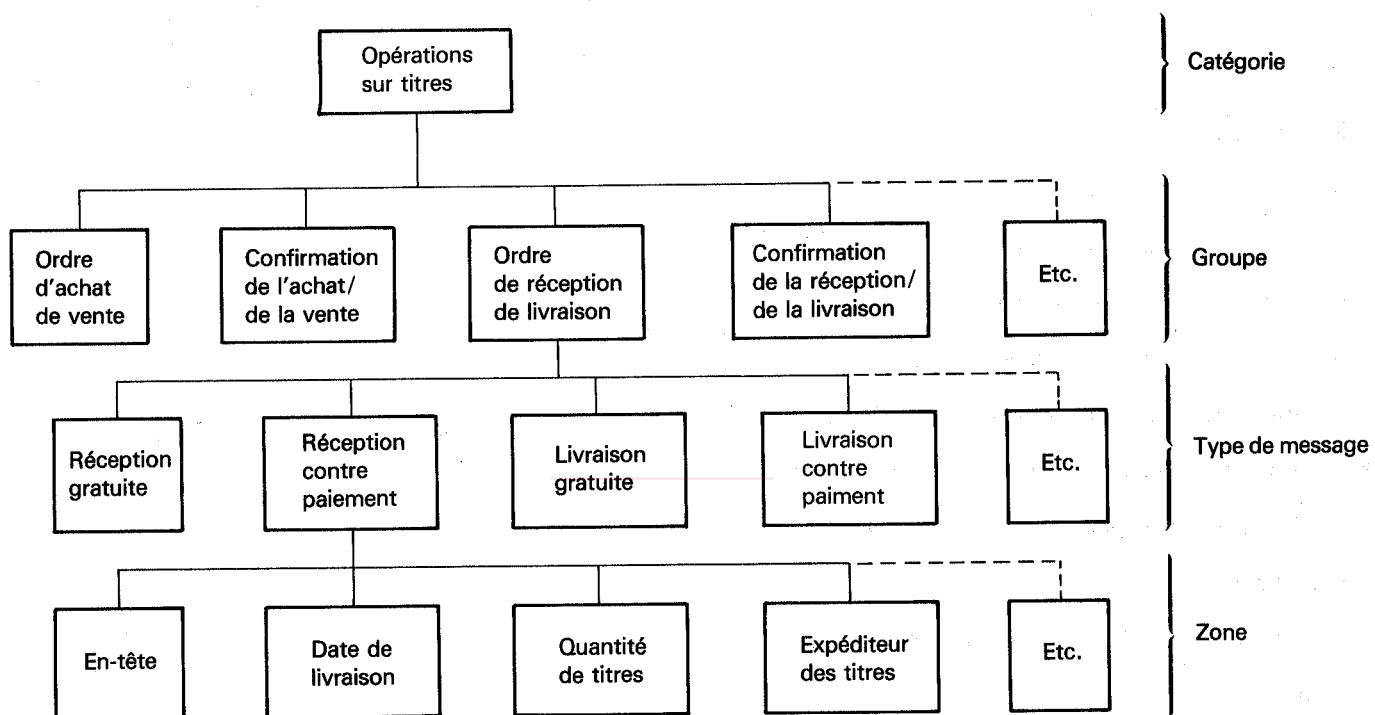 Opérations
sur titres
Catégorie
Ordre
d'achat
de vente
Confirmation
de l'achat/
de la vente
Ordre
de réception
de livraison
Confirmation
de la réception/
de la livraison
Etc.
Groupe
Réception
gratuite
Réception
contre
paiement
Livraison
gratuite
Livraison
contre
paiment
Etc.
Type de message
En-tête
Date de
livraison
Quantité
de titres
Expéditeur
des titres
Etc.
Zone